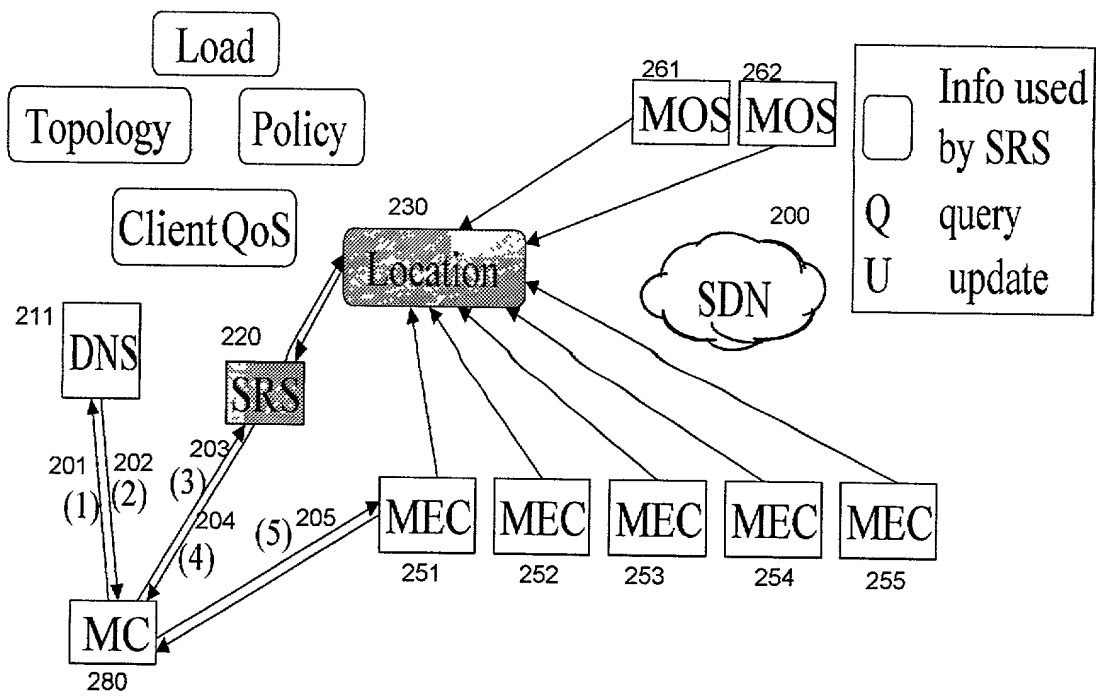 Load
Topology
Policy
Client QoS
261
262
MOS
MOS
Info used
by SRS
Q query
U update
230
Location
200
SDN
211
DNS
220
SRS
201
(1)
202
(2)
203
(3)
204
(4)
(5)
205
MEC
MEC
MEC
MEC
MEC
251
252
253
254
255
MC
280